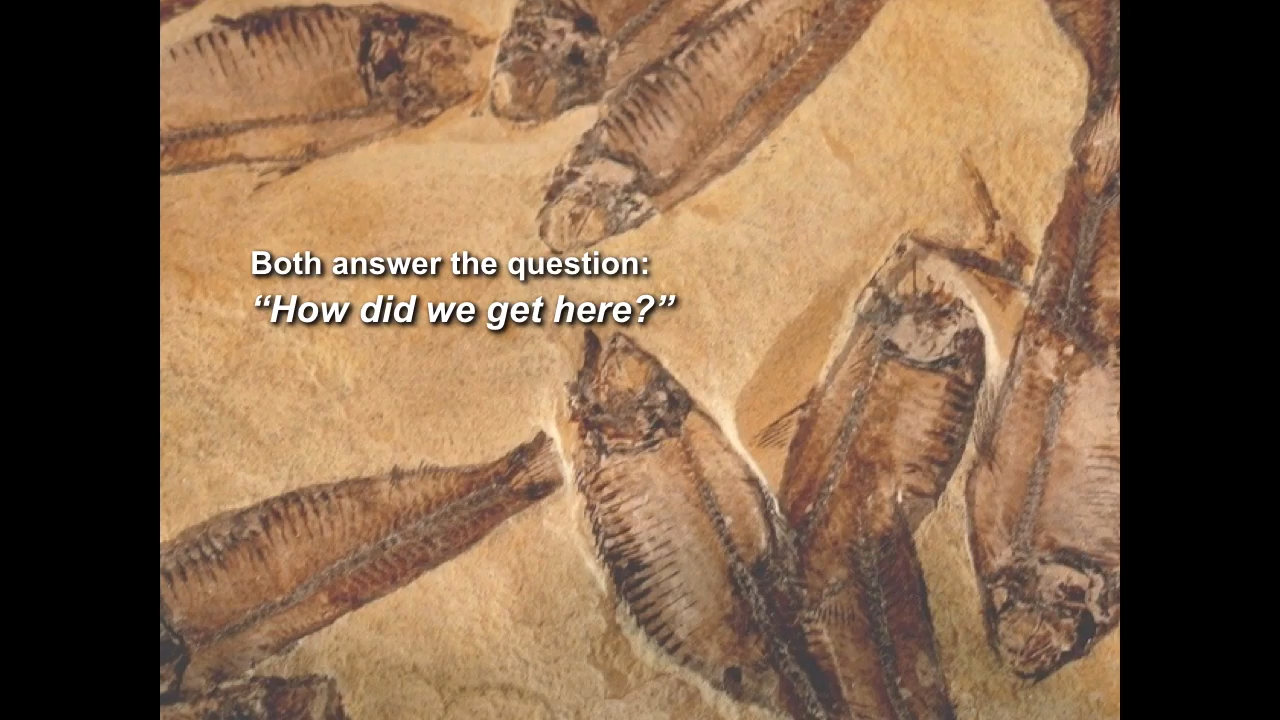 Both answer the question:
“How did we get here?”